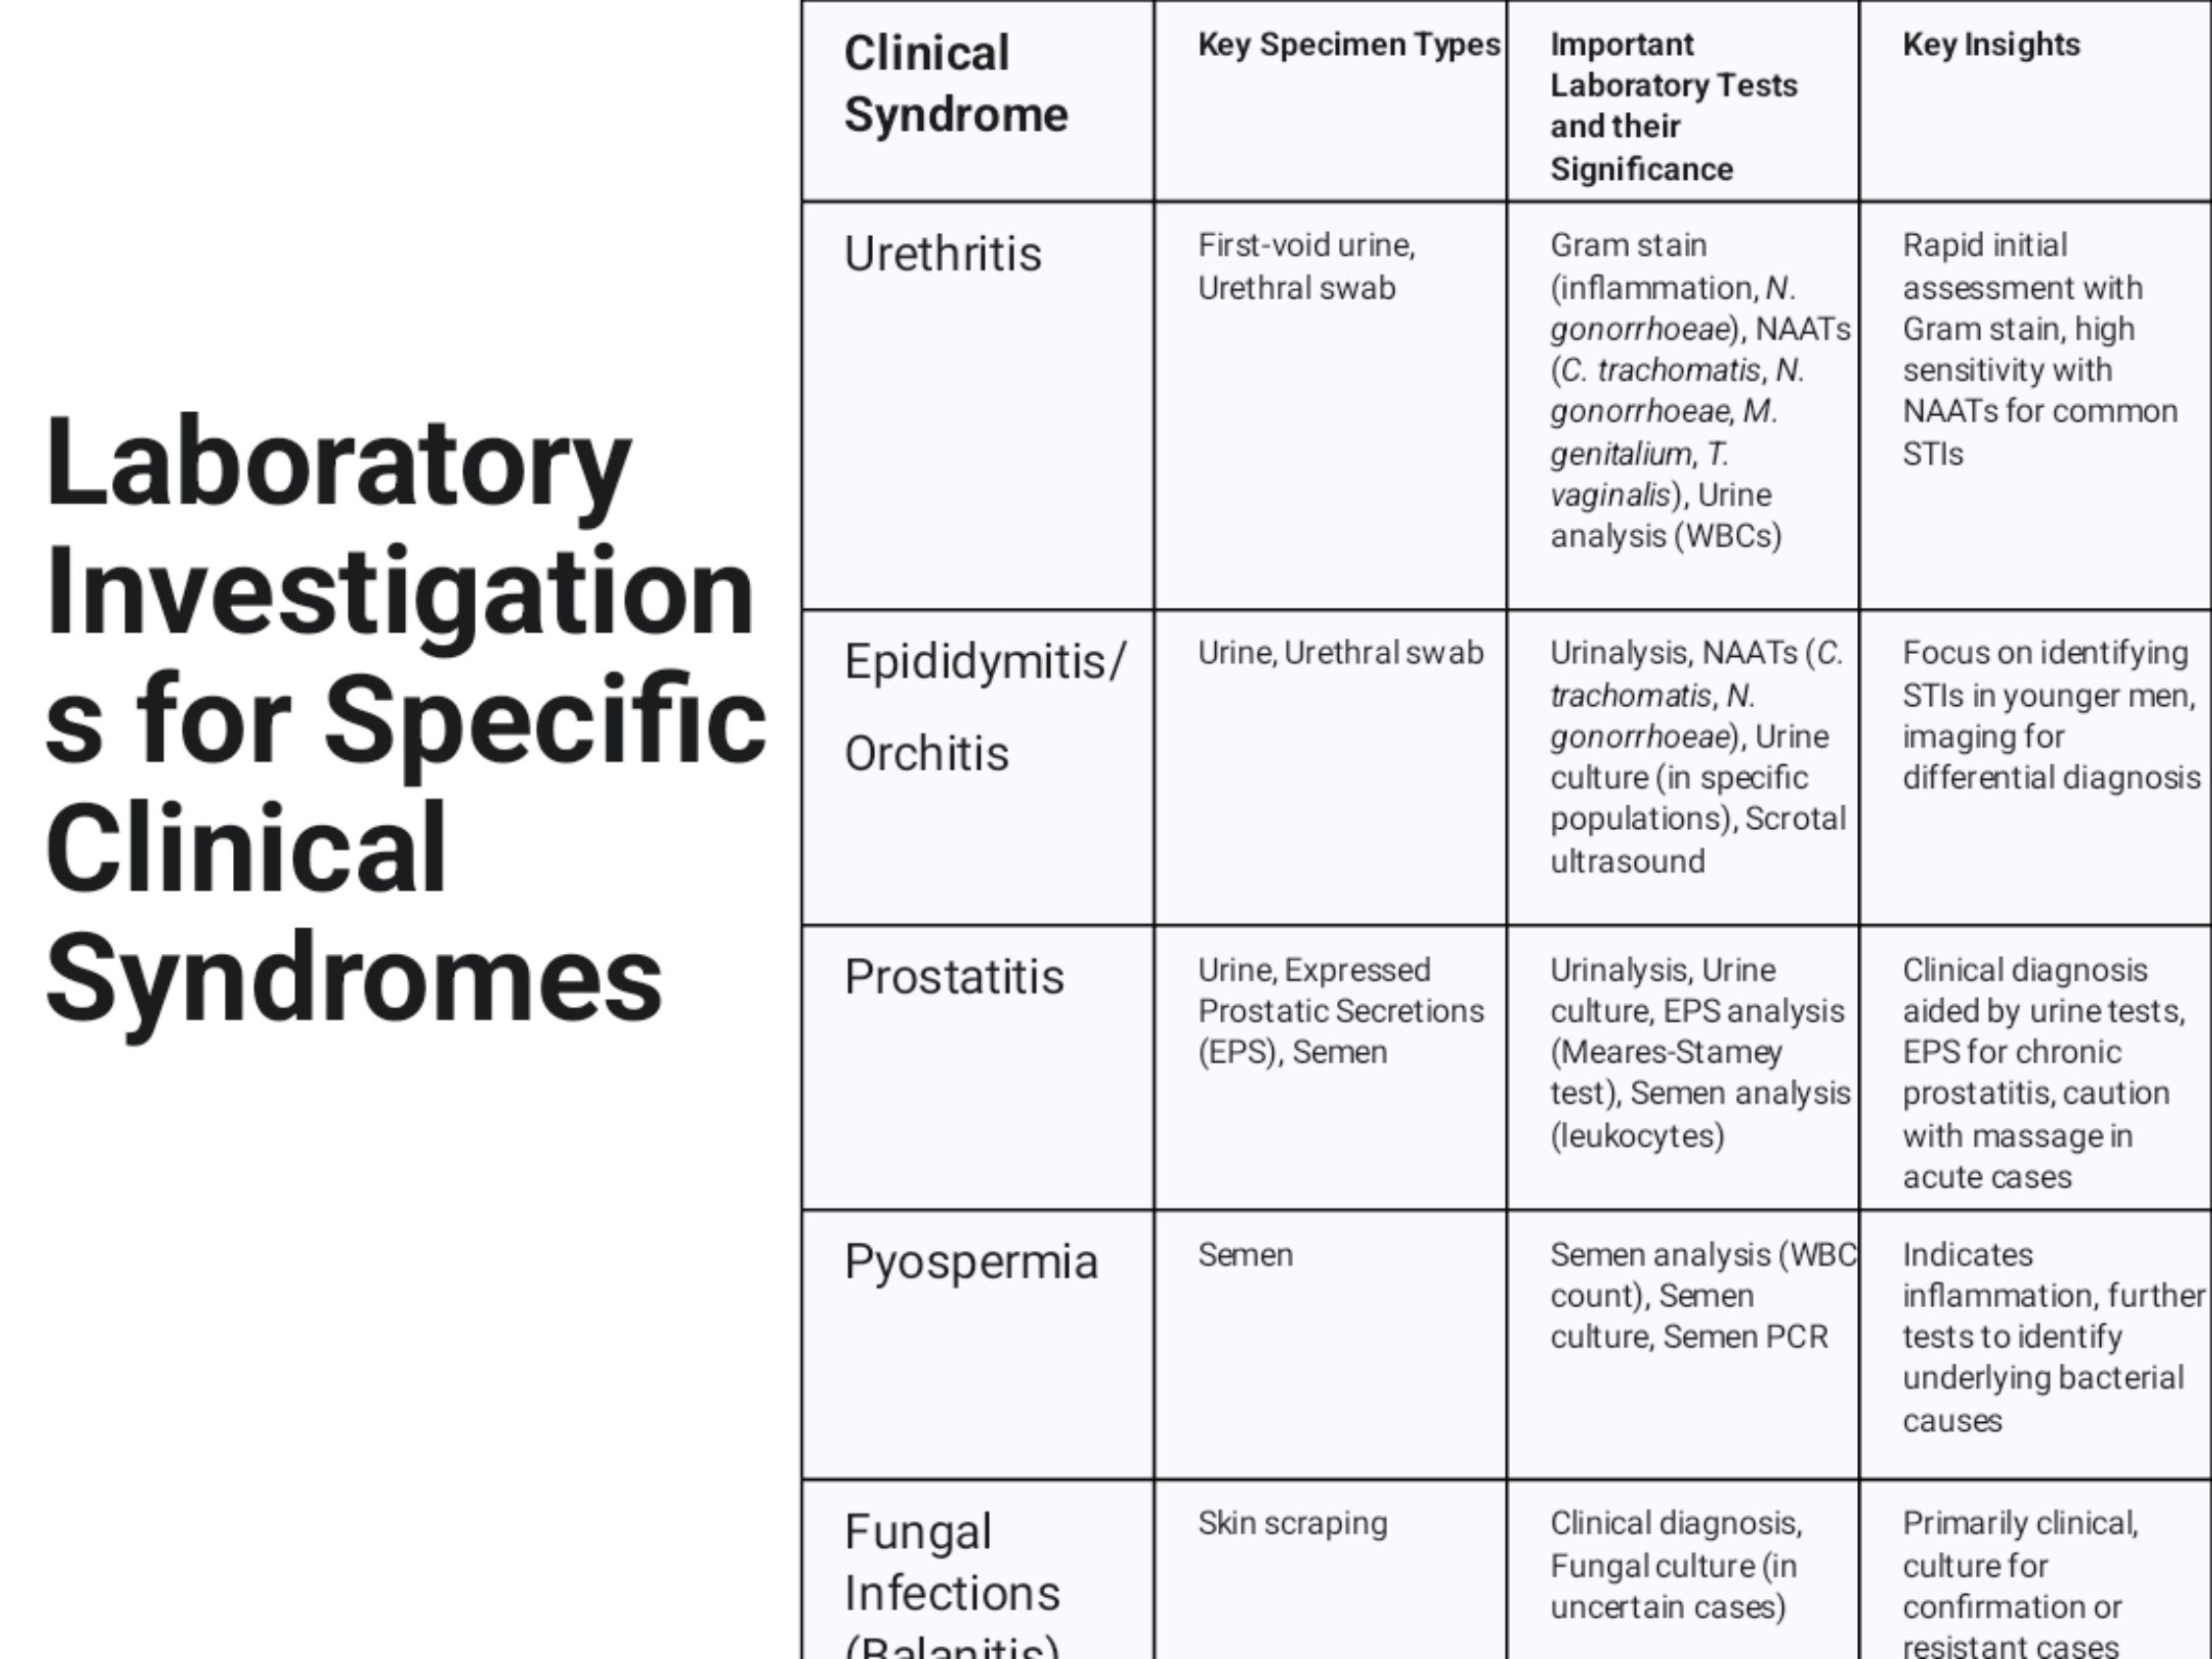 Laboratory
Investigation
s for Specific
Clinical
Syndromes
Clinical
Syndrome
Key Specimen Types
Important
Laboratory Tests
and their
Significance
Key Insights
Urethritis
First-void urine,
Urethral swab
Gram stain
(inflammation, N.
gonorrhoeae), NAATs
(C. trachomatis, N.
gonorrhoeae, M.
genitalium, T.
vaginalis), Urine
analysis (WBCs)
Rapid initial
assessment with
Gram stain, high
sensitivity with
NAATs for common
STIs
Epididymitis/
Orchitis
Urine, Urethral swab
Urinalysis, NAATs (C.
trachomatis, N.
gonorrhoeae), Urine
culture (in specific
populations), Scrotal
ultrasound
Focus on identifying
STIs in younger men,
imaging for
differential diagnosis
Prostatitis
Urine, Expressed
Prostatic Secretions
(EPS), Semen
Urinalysis, Urine
culture, EPS analysis
(Meares-Stamey
test), Semen analysis
(leukocytes)
Clinical diagnosis
aided by urine tests,
EPS for chronic
prostatitis, caution
with massage in
acute cases
Pyospermia
Semen
Semen analysis (WBC
count), Semen
culture, Semen PCR
Indicates
inflammation, further
tests to identify
underlying bacterial
causes
Fungal
Infections
(Balanitis)
Skin scraping
Clinical diagnosis,
Fungal culture (in
uncertain cases)
Primarily clinical,
culture for
confirmation or
resistant cases